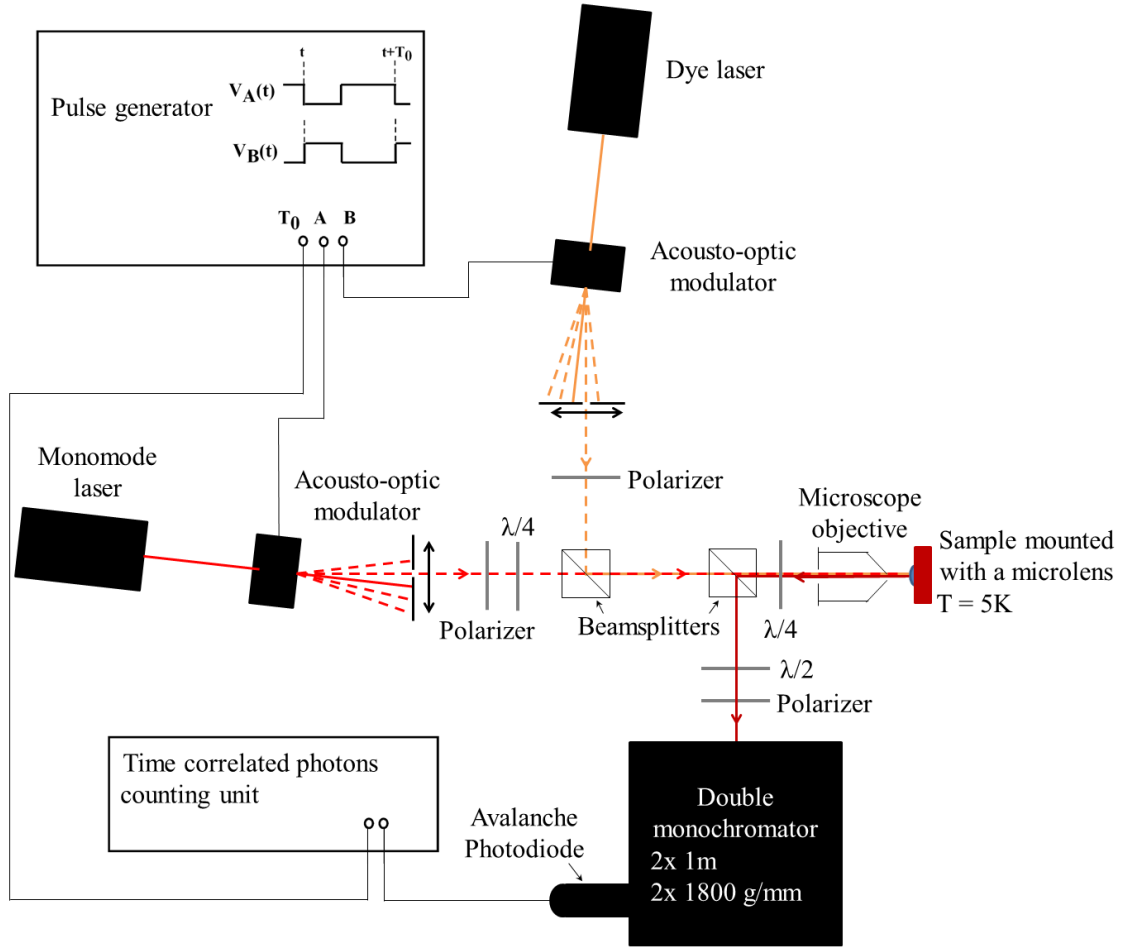 t
t+T0
VA(t)
Pulse generator
VB(t)
T0 A B
Dye laser
Acousto-optic
modulator
Monomode
laser
Acousto-optic
modulator
Polarizer
λ/4
Polarizer
Microscope
objective
Sample mounted
with a microlens
T = 5K
Beamsplitters
λ/4
λ/2
Polarizer
Time correlated photons
counting unit
Avalanche
Photodiode
Double
monochromator
2x 1m
2x 1800 g/mm